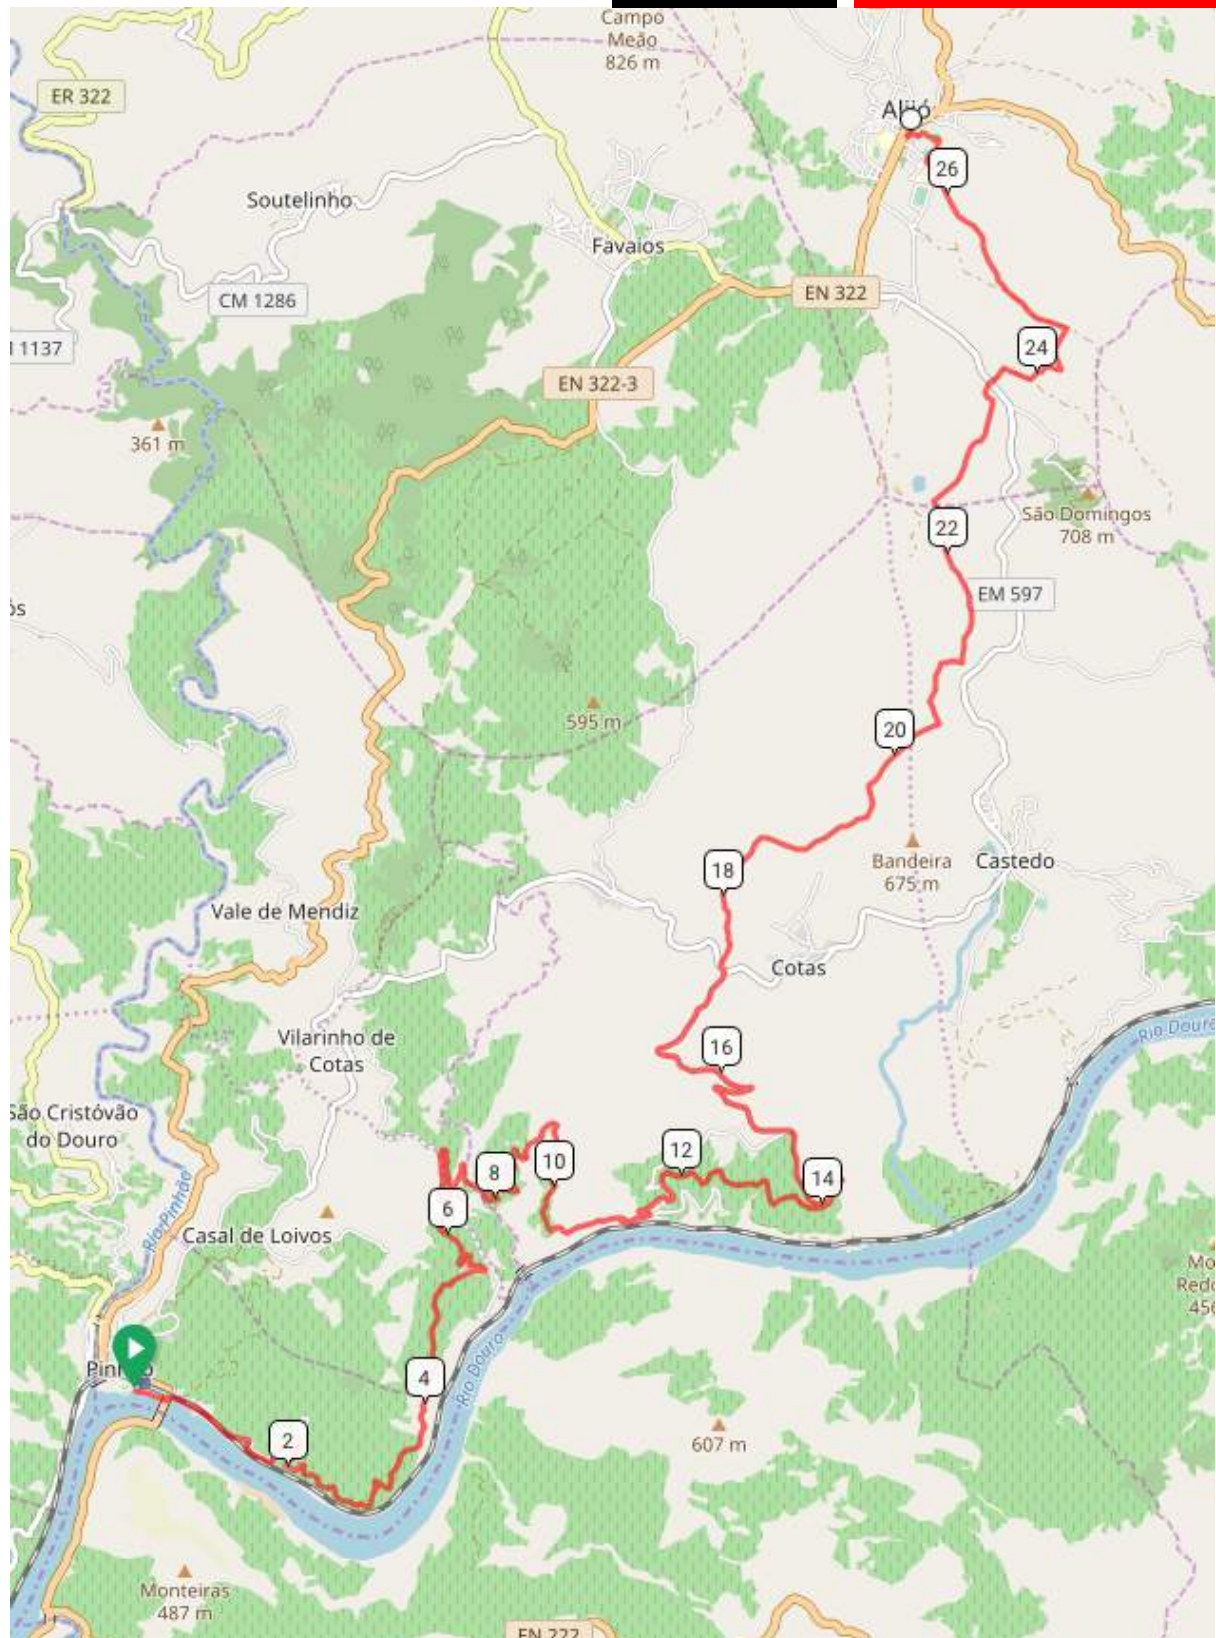 Campo
Meão
826 m
ER 322
Alijó
26
Soutelinho
Favaios
EN 322
CM 1286
1137
24
EN 322-3
361 m
São Domingos
708 m
22
EM 597
595 m
20
18
Bandeira
675 m
Castedo
Vale de Mendiz
Cotas
Rio Douro
Vilarinho de
Cotas
16
São Cristóvão
do Douro
12
10
8
14
6
Rio Pinhão
Casal de Loivos
4
Rio Douro
2
607 m
Monteiras
487 m
EN 222